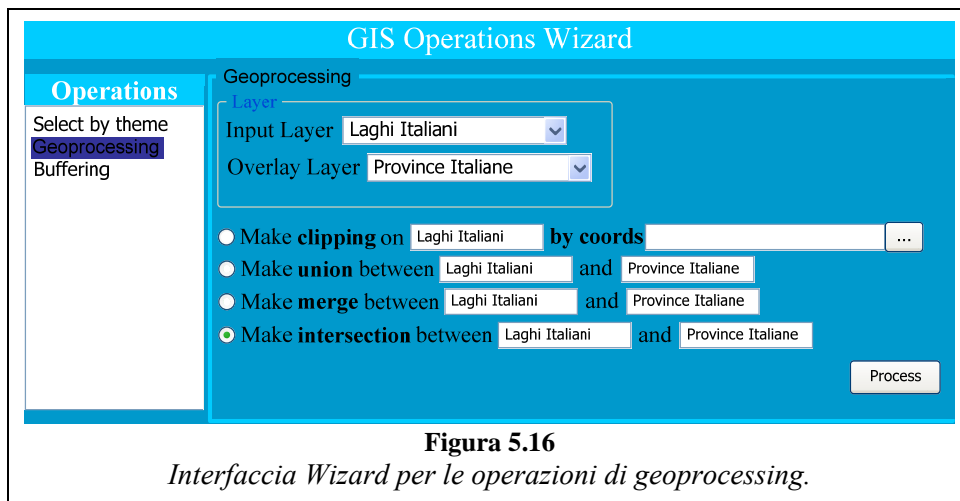 GIS Operations Wizard
Operations
Select by theme
Geoprocessing
Buffering
Geoprocessing
Layer
Input Layer Laghi Italiani
Overlay Layer Province Italiane
Make clipping on Laghi Italiani by coords ...
Make union between Laghi Italiani and Province Italiane
Make merge between Laghi Italiani and Province Italiane
Make intersection between Laghi Italiani and Province Italiane
Process
Figura 5.16
Interfaccia Wizard per le operazioni di geoprocessing.